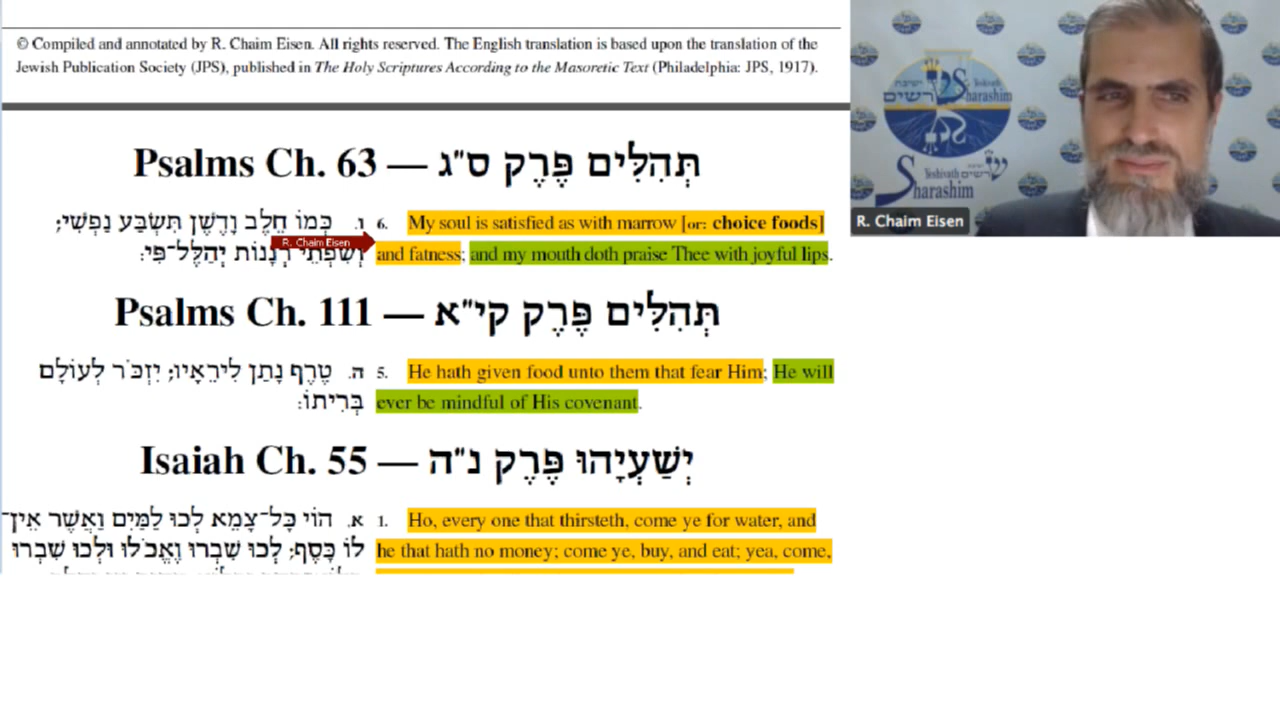 © Compiled and annotated by R. Chaim Eisen. All rights reserved. The English translation is based upon the translation of the
Jewish Publication Society (JPS), published in The Holy Scriptures According to the Masoretic Text (Philadelphia: JPS, 1917).
Psalms Ch. 63 — תְּהִלִּים פֶּרֶק ס"ג
ו. כְּמוֹ חֵלֶב וָדֶשֶׁן תִּשְׂבַּע נַפְשִׁי;
וְשִׂפְתֵי רְנָנוֹת יְהַלֶּל־פִּי:
R. Chaim Eisen
6. My soul is satisfied as with marrow [or: choice foods]
and fatness; and my mouth doth praise Thee with joyful lips.
Psalms Ch. 111 — תְּהִלִּים פֶּרֶק קי"א
ה. טֶרֶף נָתַן לִירֵאָיו; יִזְכֹּר לְעוֹלָם
בְּרִיתוֹ:
5. He hath given food unto them that fear Him; He will
ever be mindful of His covenant.
Isaiah Ch. 55 — יְשַׁעְיָהוּ פֶּרֶק נ"ה
א. הוֹי כָּל־צָמֵא לְכוּ לַמַּיִם וַאֲשֶׁר אֵין־
לוֹ כָּסֶף; לְכוּ שִׁבְרוּ וֶאֱכֹלוּ וּלְכוּ שִׁבְרוּ
1. Ho, every one that thirsteth, come ye for water, and
he that hath no money; come ye, buy, and eat; yea, come,
ישיבת שרשים
Yeshivath Sharashim
Yeshivath שרשים
Sharashim
R. Chaim Eisen